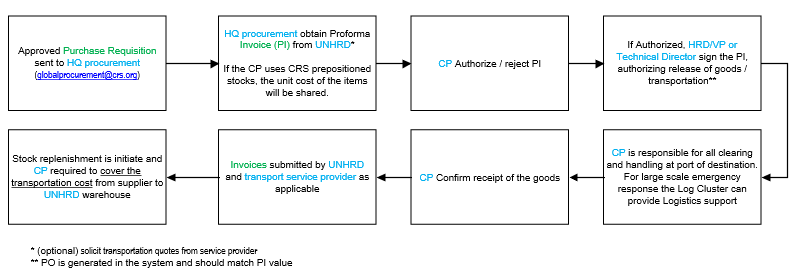 Approved Purchase Requisition
sent to HQ procurement
(globalprocurement@crs.org)
HQ procurement obtain Proforma
Invoice (PI) from UNHRD*
If the CP uses CRS prepositioned
stocks, the unit cost of the items
will be shared.
CP Authorize / reject PI
If Authorized, HRD/VP or
Technical Director sign the PI,
authorizing release of goods /
transportation**
CP is responsible for all clearing
and handling at port of destination.
For large scale emergency
response the Log Cluster can
provide Logistics support
CP Confirm receipt of the goods
Invoices submitted by UNHRD
and transport service provider as
applicable
Stock replenishment is initiate and
CP required to cover the
transportation cost from supplier to
UNHRD warehouse
* (optional) solicit transportation quotes from service provider
** PO is generated in the system and should match PI value